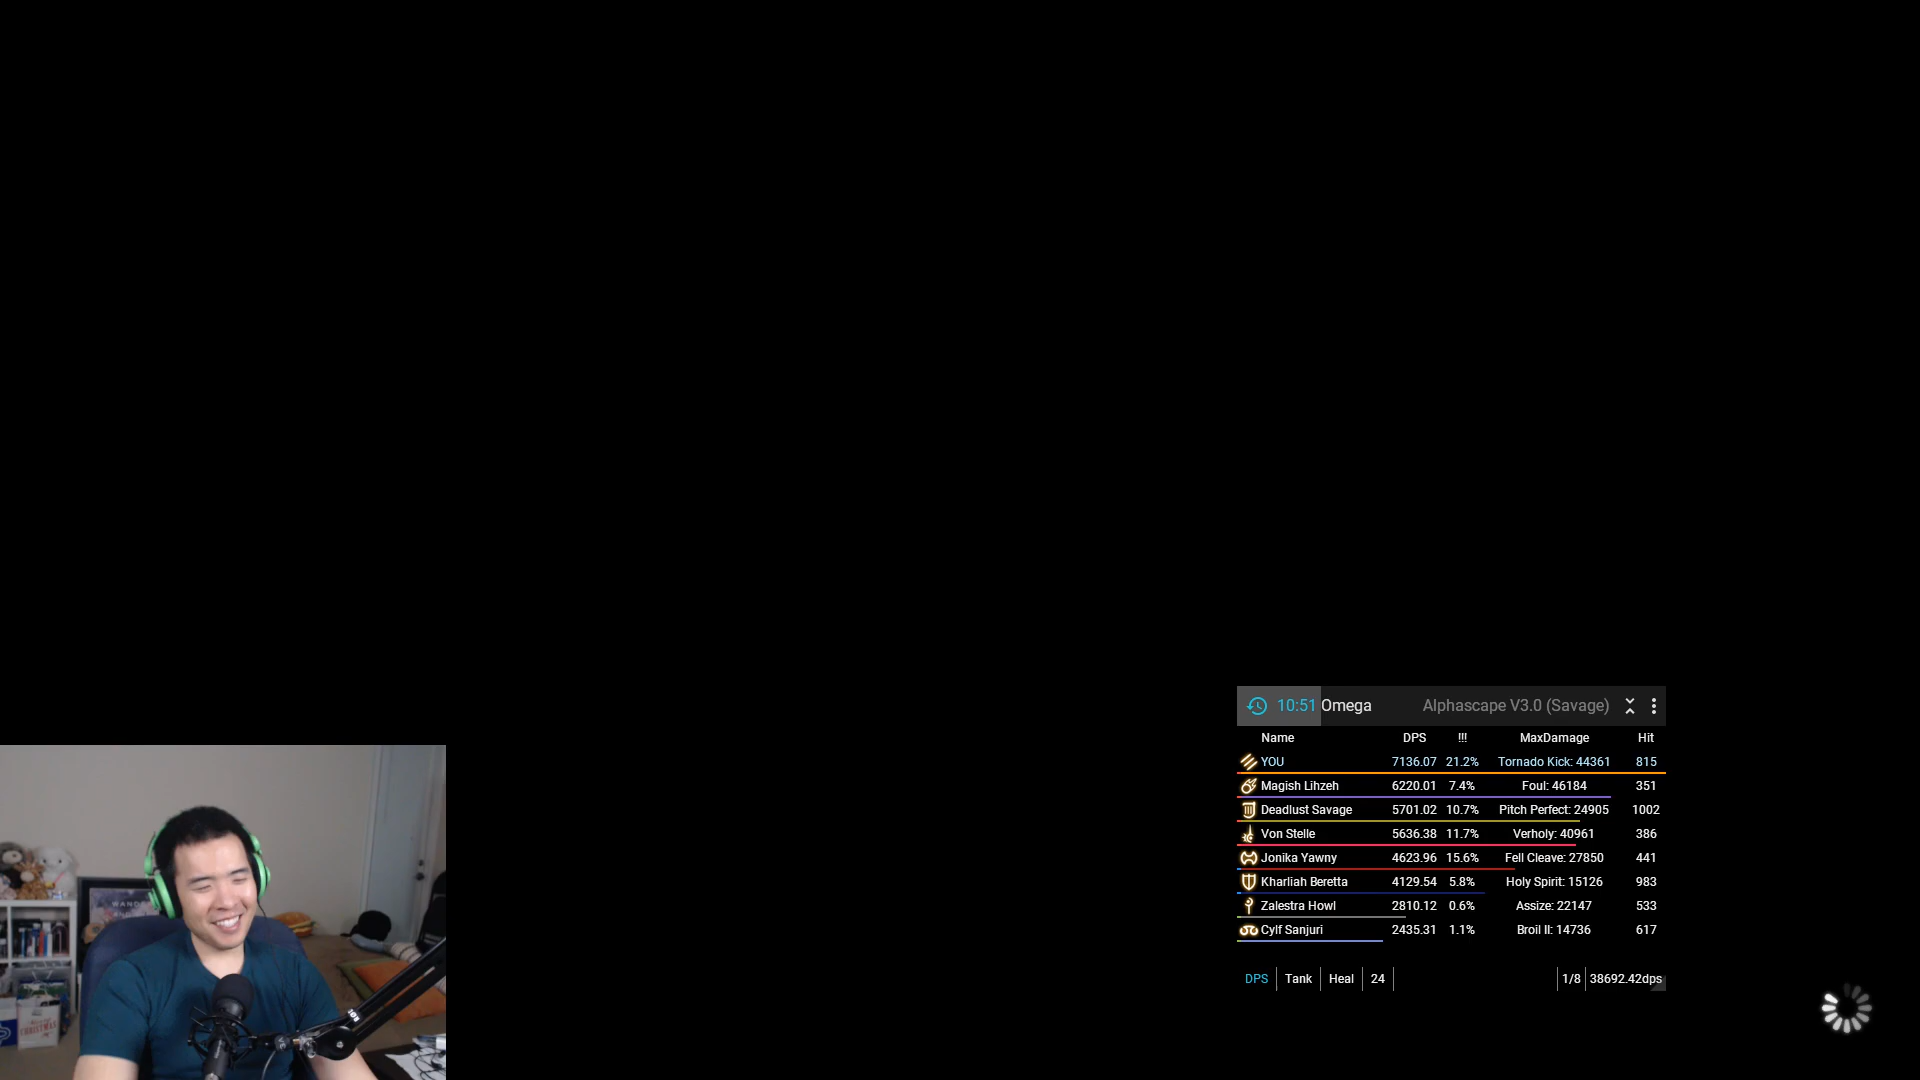 10:51 Omega Alphascape V3.0 (Savage)
Name DPS !!! MaxDamage Hit
YOU 7136.07 21.2% Tornado Kick: 44361 815
Magish Lihzeh 6220.01 7.4% Foul: 46184 351
Deadlust Savage 5701.02 10.7% Pitch Perfect: 24905 1002
Von Stelle 5636.38 11.7% Verholy: 40961 386
Jonika Yawny 4623.96 15.6% Fell Cleave: 27850 441
Kharliah Beretta 4129.54 5.8% Holy Spirit: 15126 983
Zalestra Howl 2810.12 0.6% Assize: 22147 533
Cylf Sanjuri 2435.31 1.1% Broil II: 14736 617
DPS Tank Heal 24 1/8 38692.42dps